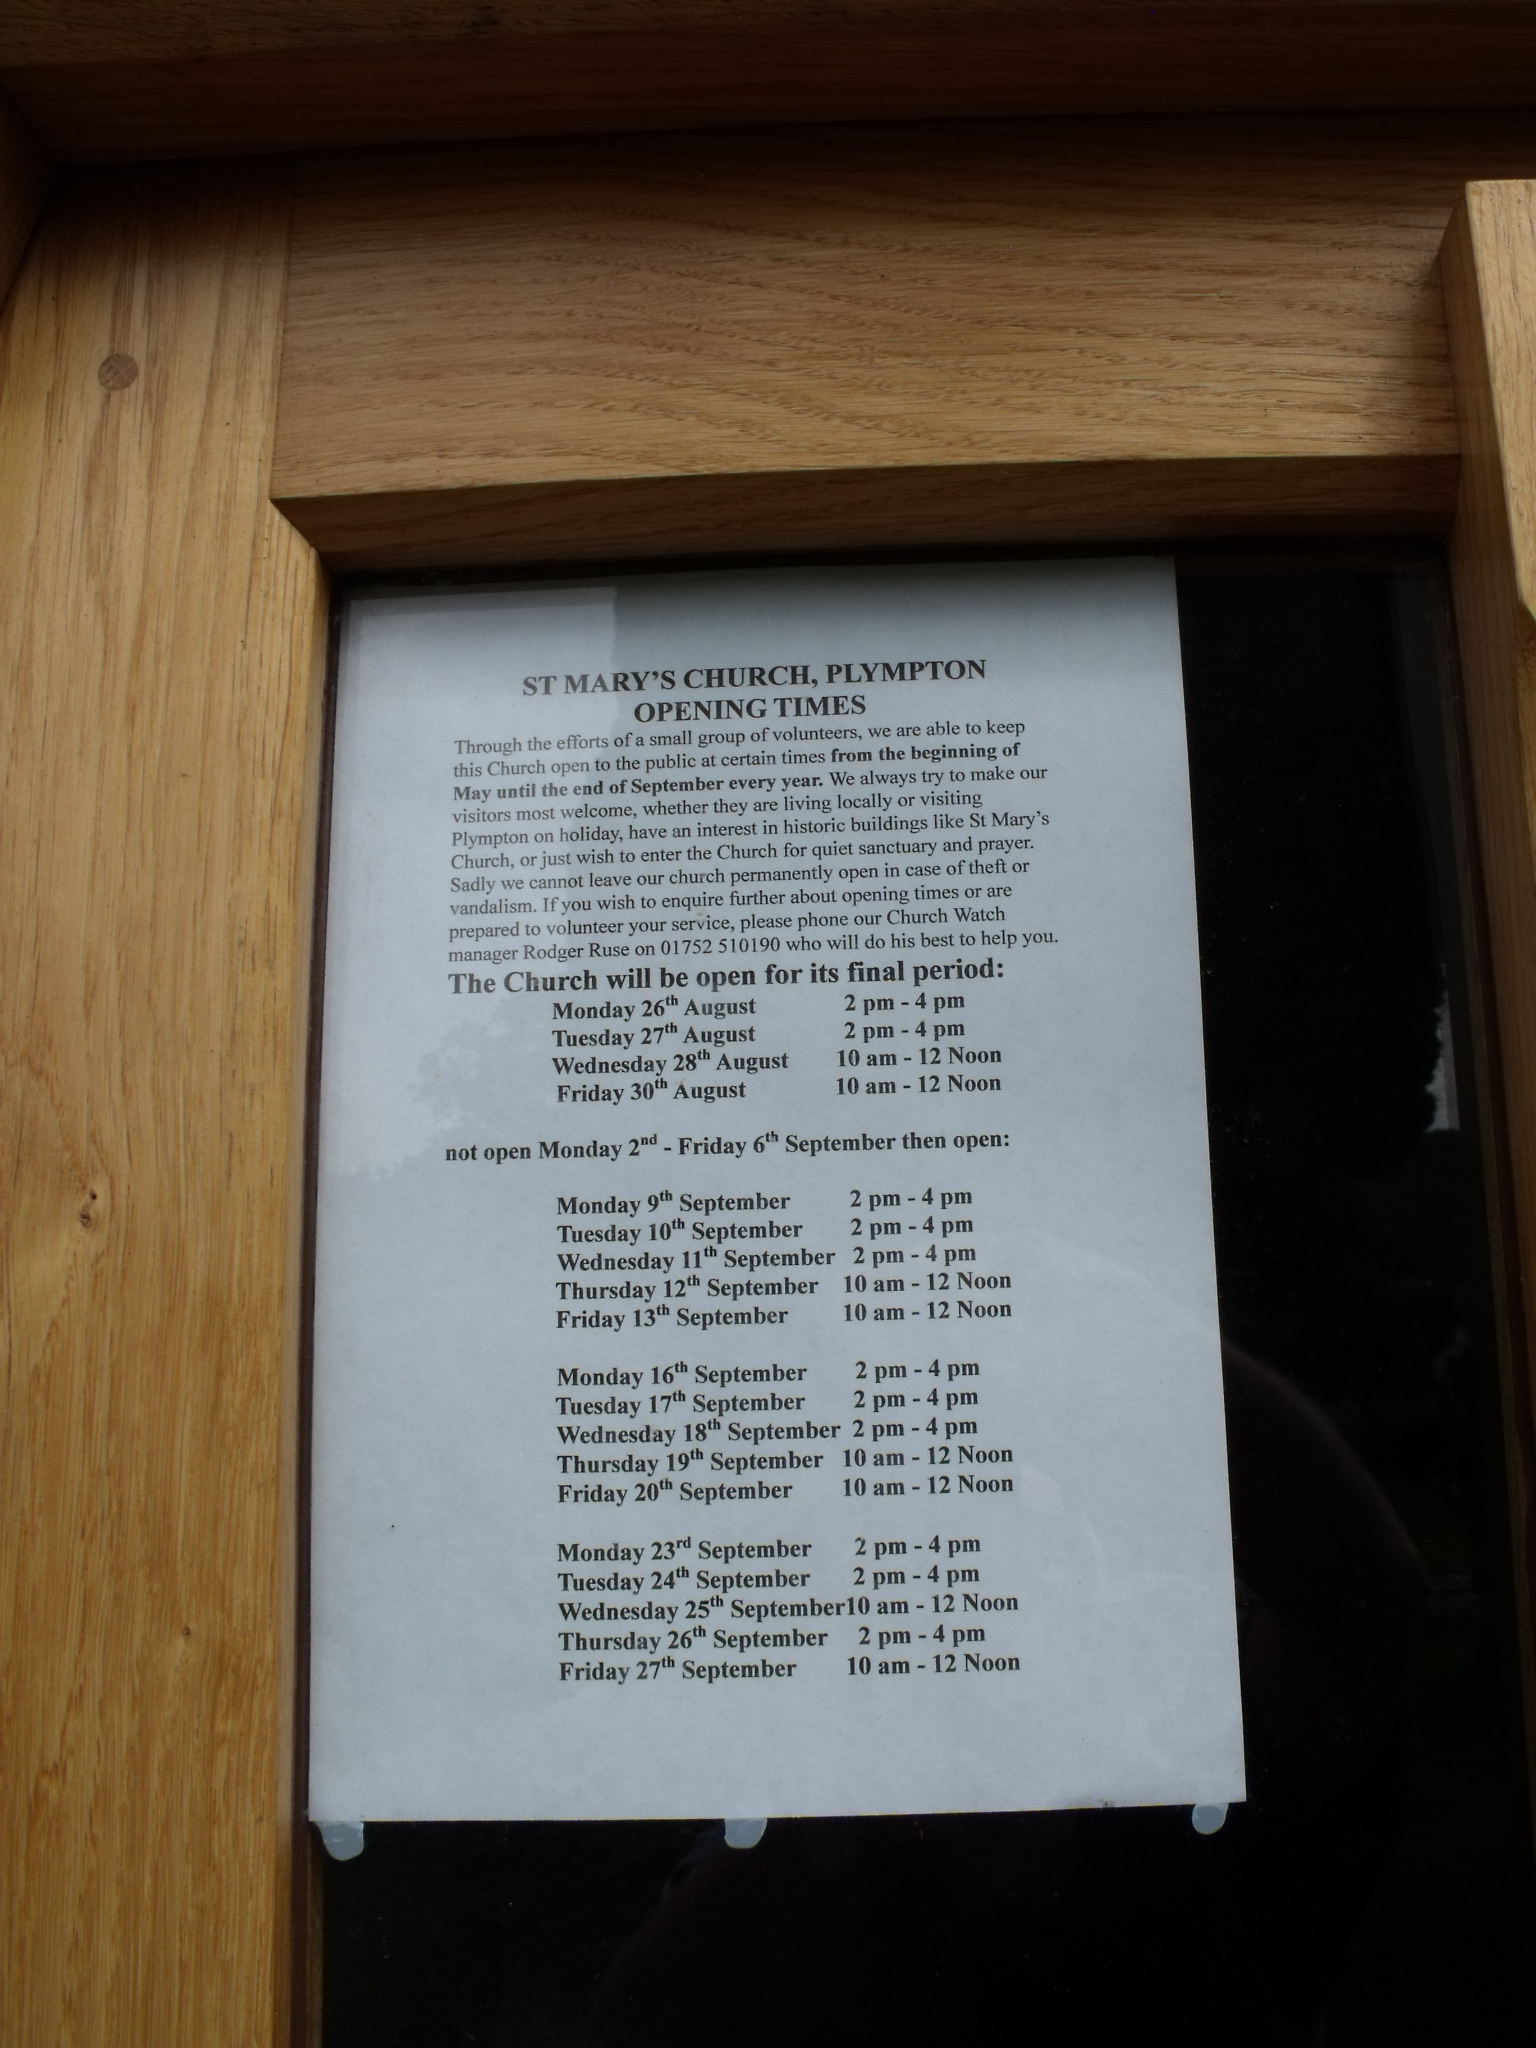 ST MARY'S CHURCH, PLYMPTON
OPENING TIMES
Through the efforts of a small group of volunteers, we are able to keep
this Church open to the public at certain times from the beginning of
May until the end of September every year. We always try to make our
visitors most welcome, whether they are living locally or visiting
Plympton on holiday, have an interest in historic buildings like St Mary's
Church, or just wish to enter the Church for quiet sanctuary and prayer.
Sadly we cannot leave our church permanently open in case of theft or
vandalism. If you wish to enquire further about opening times or are
prepared to volunteer your service, please phone our Church Watch
manager Rodger Ruse on 01752 510190 who will do his best to help you.
The Church will be open for its final period:
Monday 26th August 2 pm - 4 pm
Tuesday 27th August 2 pm - 4 pm
Wednesday 28th August 10 am - 12 Noon
Friday 30th August 10 am - 12 Noon
not open Monday 2nd - Friday 6th September then open:
Monday 9th September 2 pm - 4 pm
Tuesday 10th September 2 pm - 4 pm
Wednesday 11th September 2 pm - 4 pm
Thursday 12th September 10 am - 12 Noon
Friday 13th September 10 am - 12 Noon
Monday 16th September 2 pm - 4 pm
Tuesday 17th September 2 pm - 4 pm
Wednesday 18th September 2 pm - 4 pm
Thursday 19th September 10 am - 12 Noon
Friday 20th September 10 am - 12 Noon
Monday 23rd September 2 pm - 4 pm
Tuesday 24th September 2 pm - 4 pm
Wednesday 25th September10 am - 12 Noon
Thursday 26th September 2 pm - 4 pm
Friday 27th September 10 am - 12 Noon